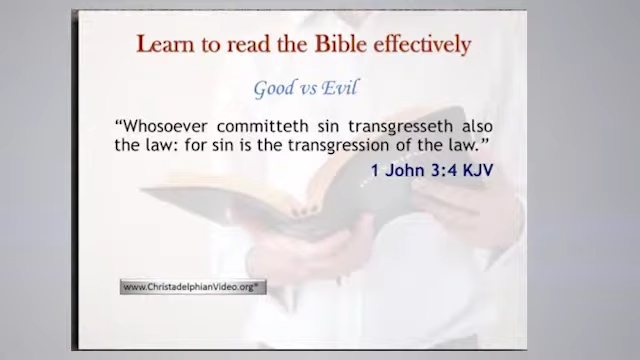 Learn to read the Bible effectively
Good vs Evil
“Whosoever committeth sin transgresseth also
the law: for sin is the transgression of the law.”
1 John 3:4 KJV
www.ChristadelphianVideo.org®